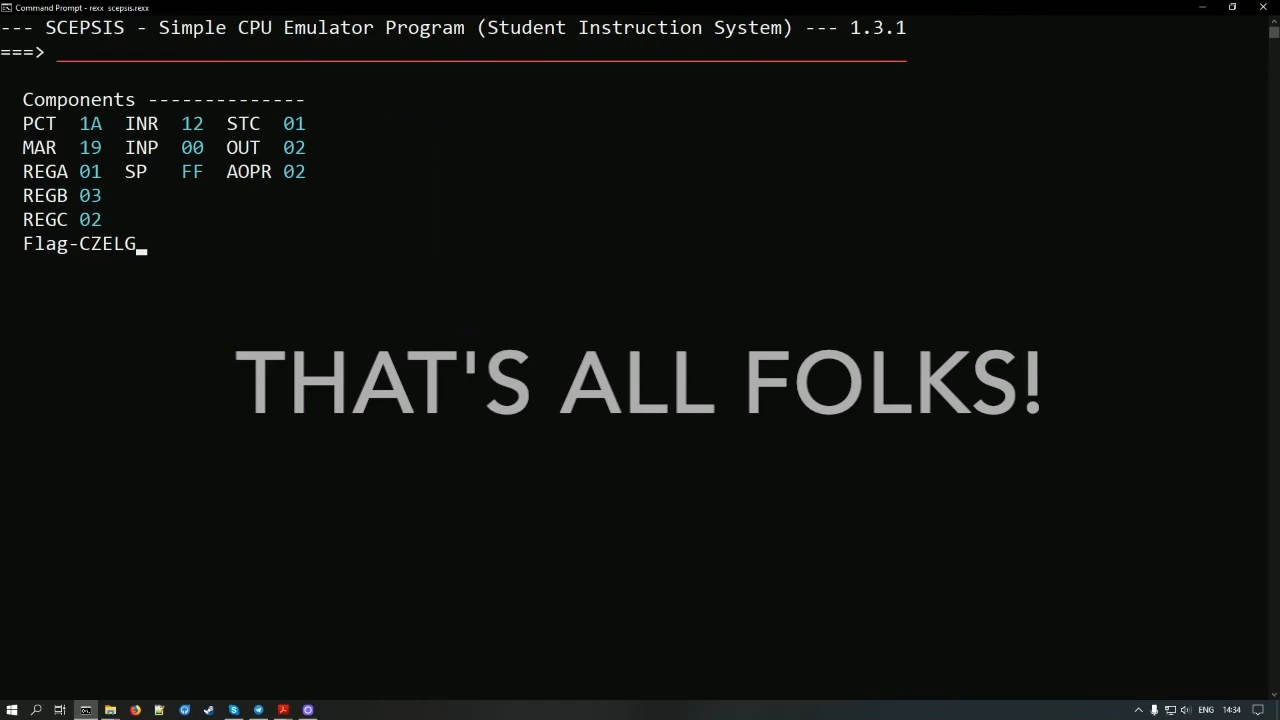 Command Prompt - rexx  scepsis.rexx
--- SCEPSIS - Simple CPU Emulator Program (Student Instruction System) --- 1.3.1
===>
Components --------------
PCT  1A  INR  12  STC  01
MAR  19  INP  00  OUT  02
REGA 01  SP   FF  AOPR 02
REGB 03
REGC 02
Flag-CZELG_
THAT'S ALL FOLKS!
ENG  14:34